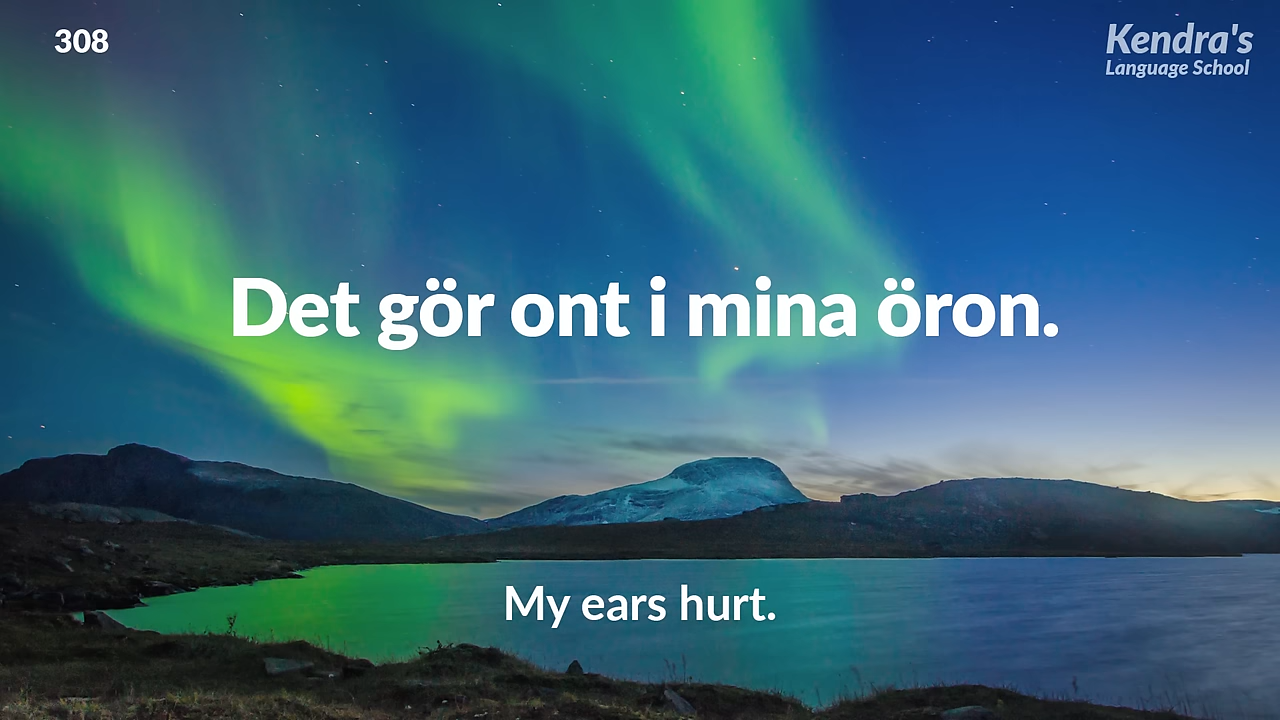 308
Kendra's
Language School
Det gör ont i mina öron.
My ears hurt.